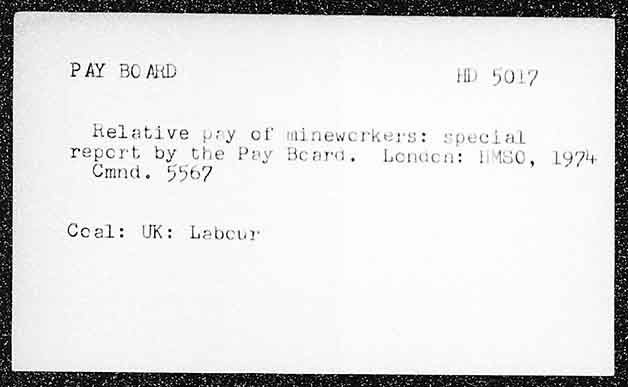 PAY BOARD
HD 5017
Relative pay of mineworkers: special
report by the Pay Board. London: HMSO, 1974
Cmnd. 5567
Coal: UK: Labour